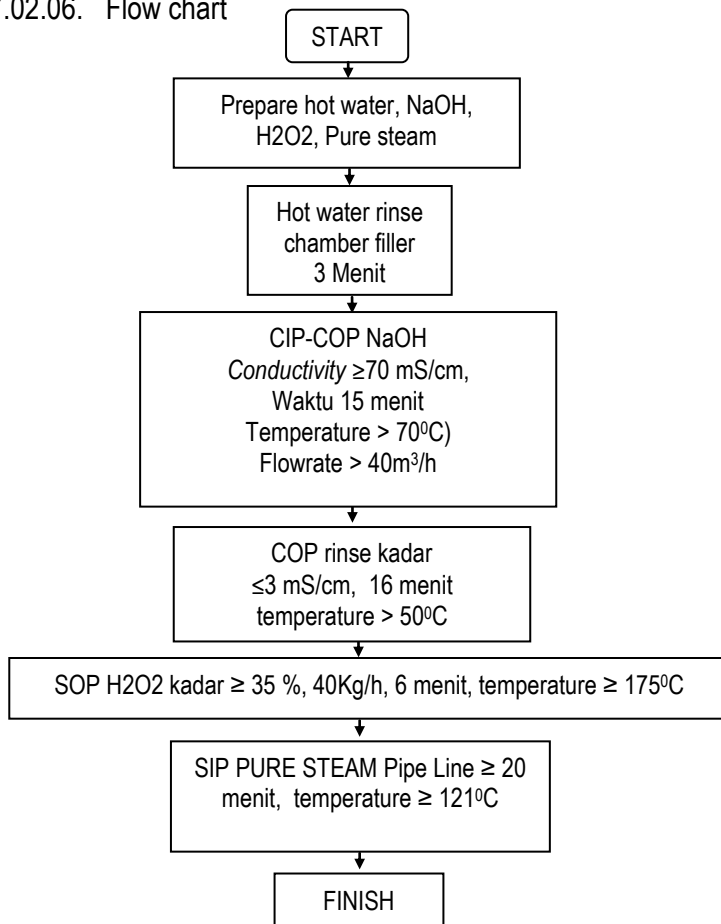 .02.06. Flow chart
START
Prepare hot water, NaOH,
H2O2, Pure steam
Hot water rinse
chamber filler
3 Menit
CIP-COP NaOH
Conductivity ≥70 mS/cm,
Waktu 15 menit
Temperature > 70⁰C)
Flowrate > 40m³/h
COP rinse kadar
≤3 mS/cm, 16 menit
temperature > 50⁰C
SOP H2O2 kadar ≥ 35 %, 40Kg/h, 6 menit, temperature ≥ 175⁰C
SIP PURE STEAM Pipe Line ≥ 20
menit, temperature ≥ 121⁰C
FINISH